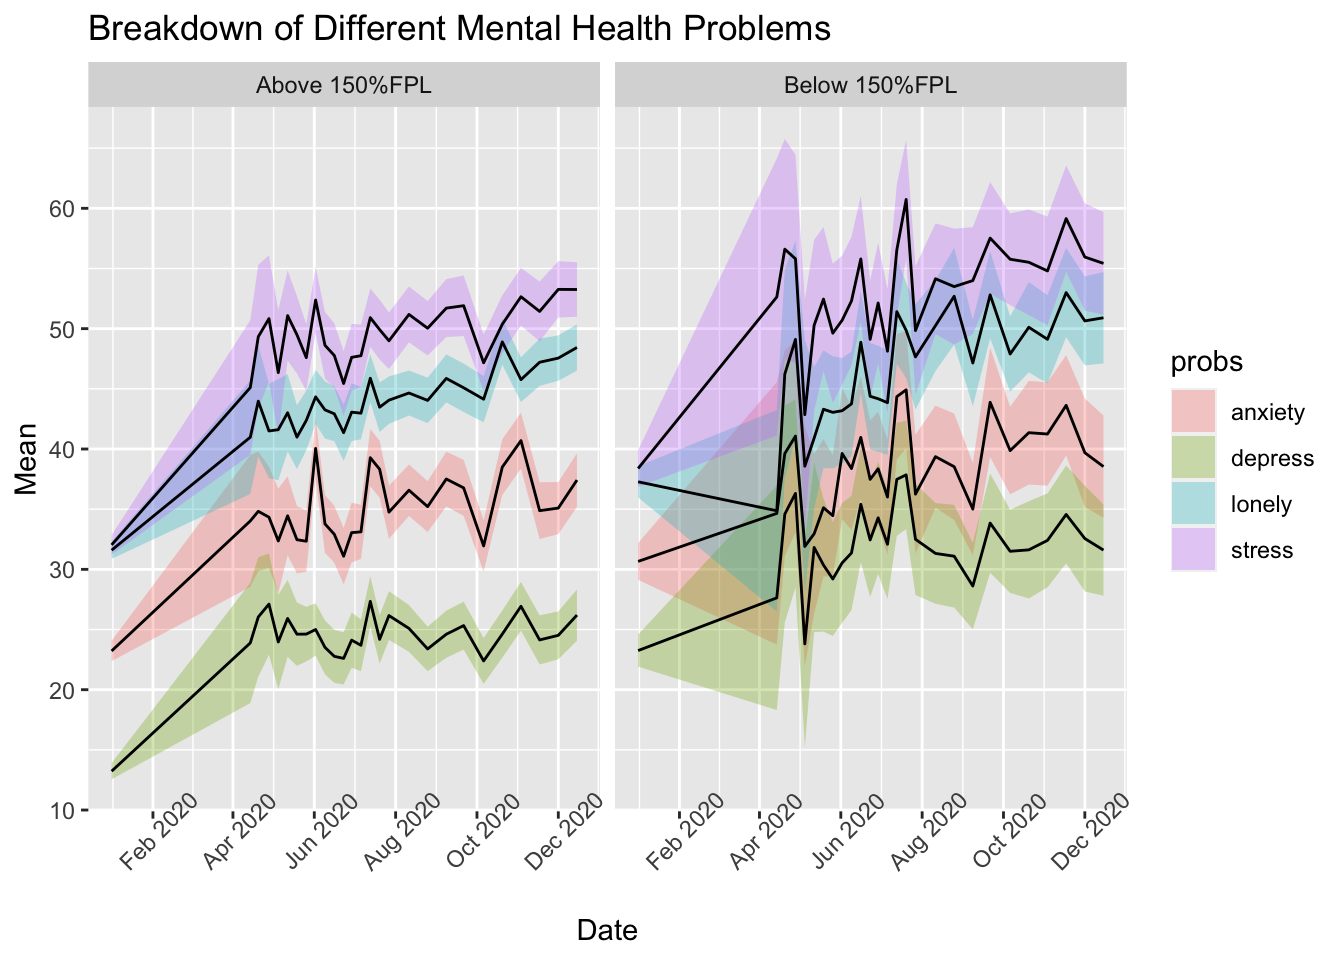 Breakdown of Different Mental Health Problems
Above 150%FPL
Below 150%FPL
Mean
60
50
40
30
20
10
Feb 2020
Apr 2020
Jun 2020
Aug 2020
Oct 2020
Dec 2020
Feb 2020
Apr 2020
Jun 2020
Aug 2020
Oct 2020
Dec 2020
Date
probs
anxiety
depress
lonely
stress